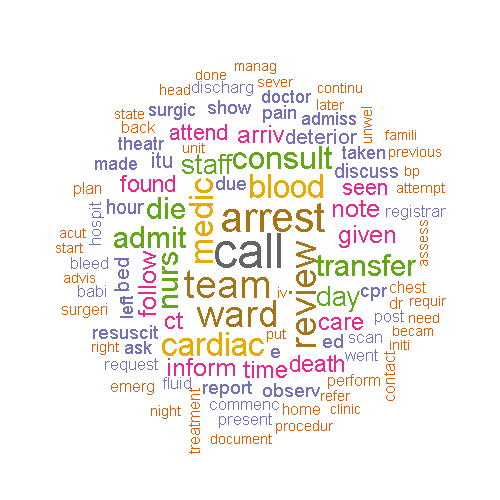 manag
done
sever
head
discharg
continu
doctor
later
state
surgic
show
pain
admiss
unwel
back
attend
arriv
deterior
famili
theatr
unit
staff
consult
taken
previous
made
itu
discuss
bp
plan
found
due
blood
seen
attempt
medic
hour
die
arrest
note
registrar
hospit
acut
admit
call
given
assess
start
bleed
nurs
review
transfer
advis
bed
follow
team
iv
day
cpr
chest
babi
left
dr
requir
surgeri
ward
care
post
need
resuscit
ct
put
becam
right
ask
cardiac
e
ed
scan
initi
request
went
contact
inform
time
death
emerg
fluid
report
observ
perform
treatment
refer
night
commenc
home
clinic
present
procedur
document